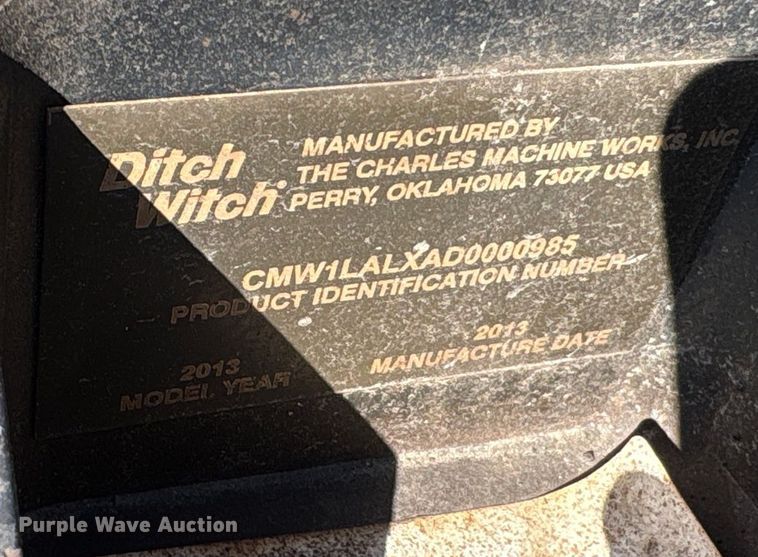 Ditch
Witch
MANUFACTURED BY
THE CHARLES MACHINE WORKS, INC
PERRY, OKLAHOMA 73077 USA
CMW1LALXAD0000985
PRODUCT IDENTIFICATION NUMBER
2013
MODEL YEAR
2013
MANUFACTURE DATE
Purple Wave Auction